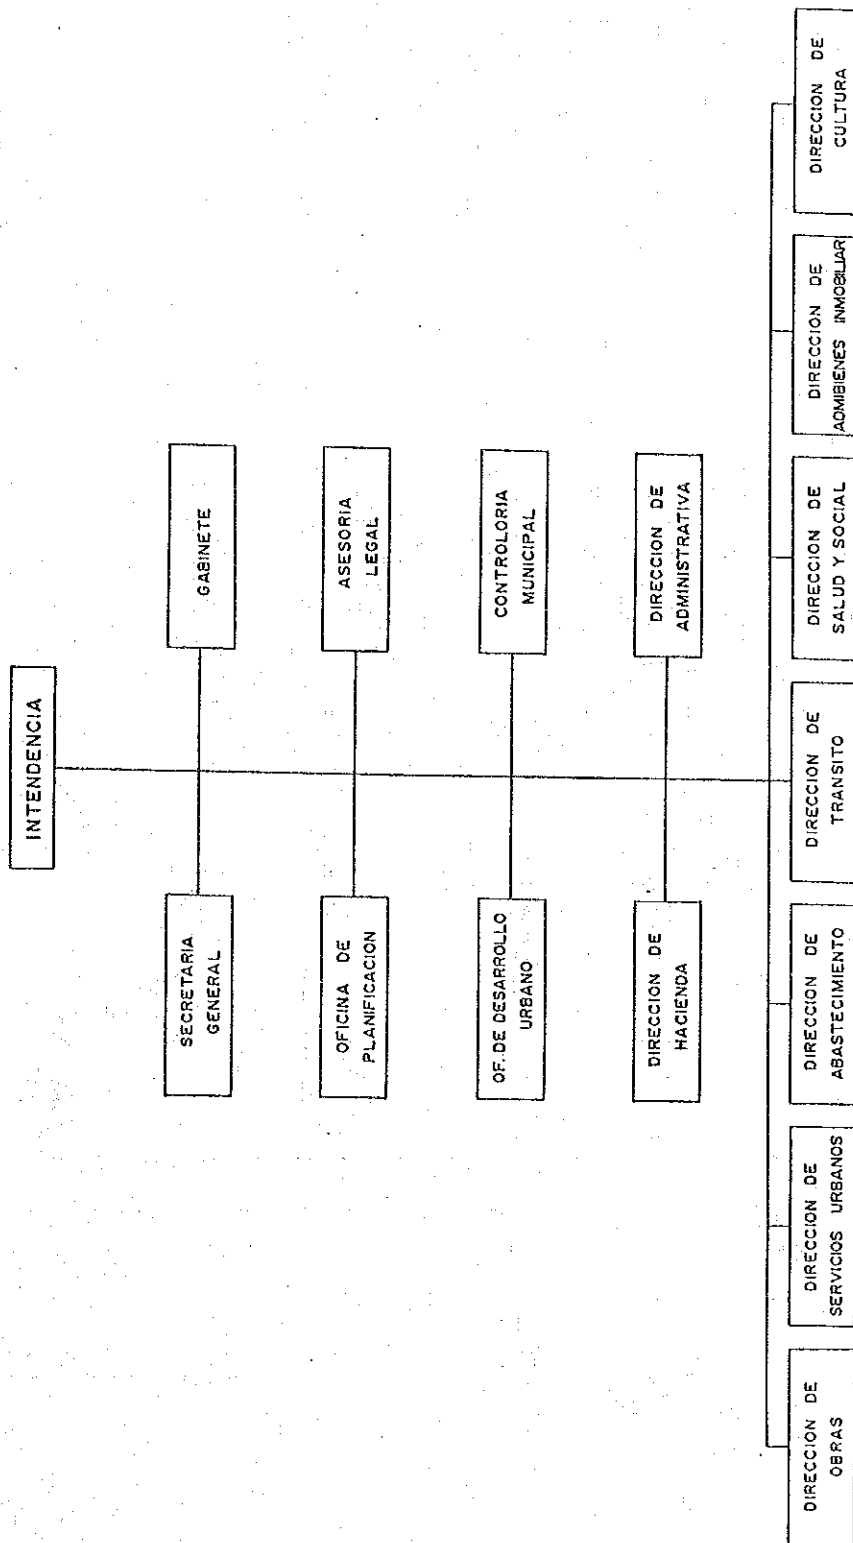 INTENDENCIA
SECRETARIA
GENERAL
GABINETE
OFICINA DE
PLANIFICACION
ASESORIA
LEGAL
OF. DE DESARROLLO
URBANO
CONTROLORIA
MUNICIPAL
DIRECCION DE
HACIENDA
DIRECCION DE
ADMINISTRATIVA
DIRECCION DE
OBRAS
DIRECCION DE
SERVICIOS URBANOS
DIRECCION DE
ABASTECIMIENTO
DIRECCION DE
TRANSITO
DIRECCION DE
SALUD Y SOCIAL
DIRECCION DE
ADMIBIENES INMOBILIAR
DIRECCION DE
CULTURA